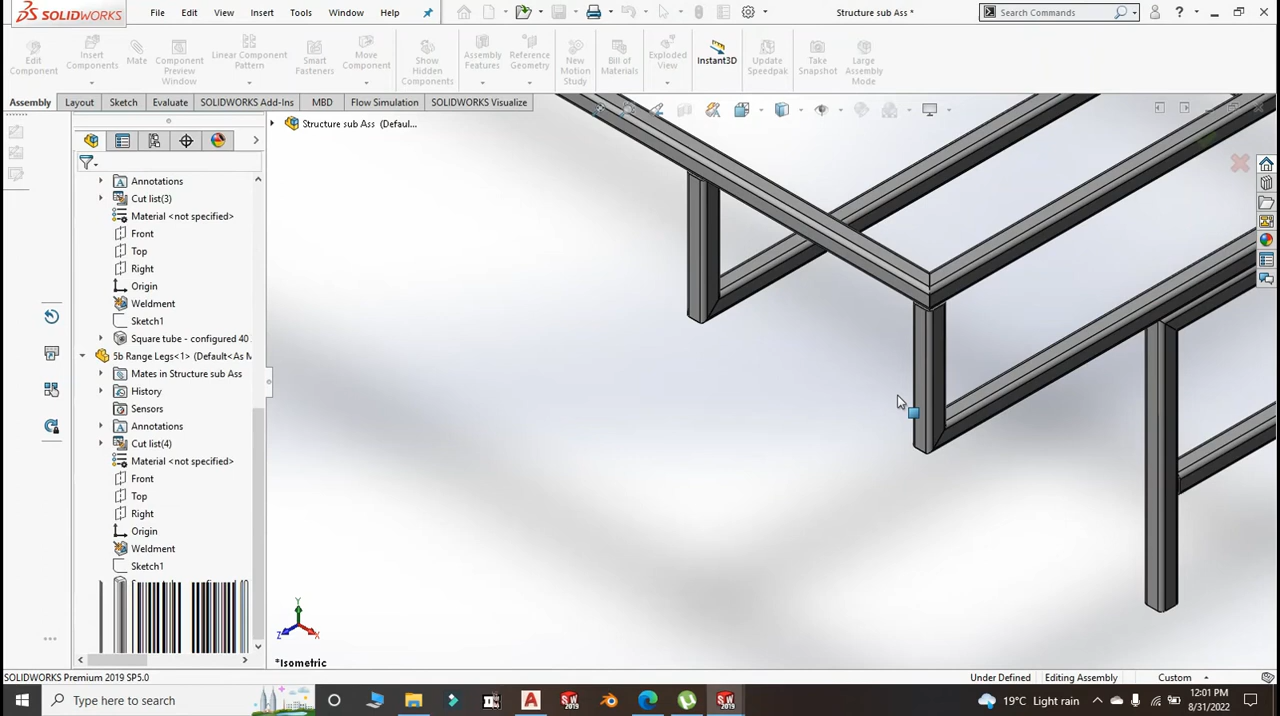 SOLIDWORKS File Edit View Insert Tools Window Help Structure sub Ass * Search Commands
Edit Component
Insert Components
Mate
Component Preview Window
Linear Component Pattern
Smart Fasteners
Move Component
Show Hidden Components
Assembly Features
Reference Geometry
New Motion Study
Bill of Materials
Exploded View
Instant3D
Update Speedpak
Take Snapshot
Large Assembly Mode
Assembly Layout Sketch Evaluate SOLIDWORKS Add-Ins MBD Flow Simulation SOLIDWORKS Visualize
Structure sub Ass (Defaul...
Annotations
Cut list(3)
Material <not specified>
Front
Top
Right
Origin
Weldment
Sketch1
Square tube - configured 40
5b Range Legs<1> (Default<As M
Mates in Structure sub Ass
History
Sensors
Annotations
Cut list(4)
Material <not specified>
Front
Top
Right
Origin
Weldment
Sketch1
Y
Z
X
*Isometric
SOLIDWORKS Premium 2019 SP5.0 Under Defined Editing Assembly Custom
Type here to search 19°C Light rain 12:01 PM
8/31/2022